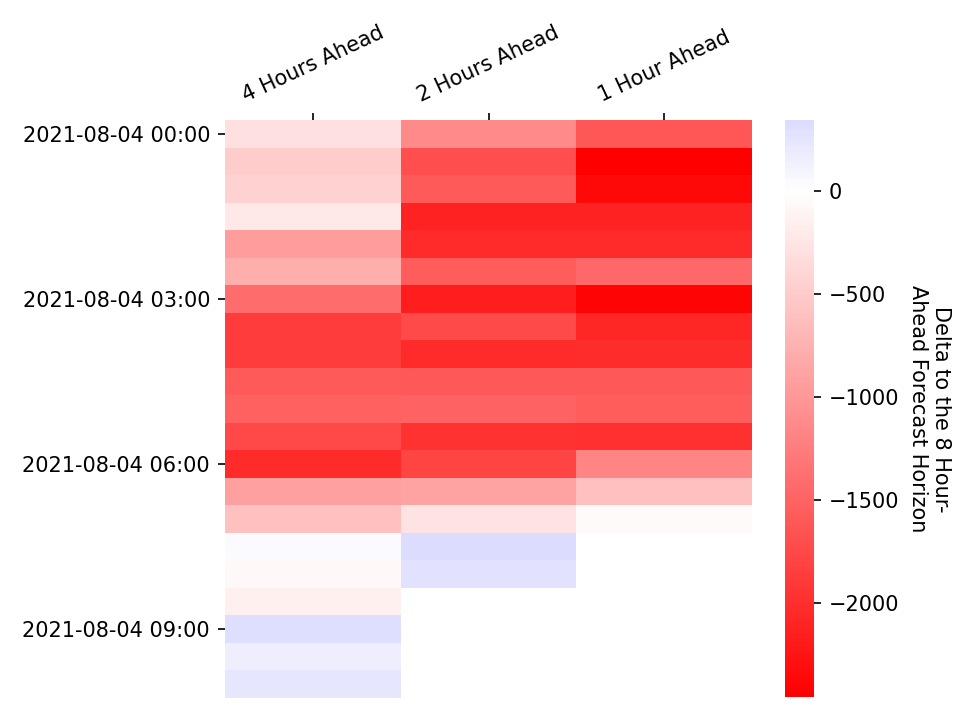 4 Hours Ahead
2 Hours Ahead
1 Hour Ahead
2021-08-04 00:00
2021-08-04 03:00
2021-08-04 06:00
2021-08-04 09:00
0
−500
−1000
−1500
−2000
Delta to the 8 Hour-
Ahead Forecast Horizon